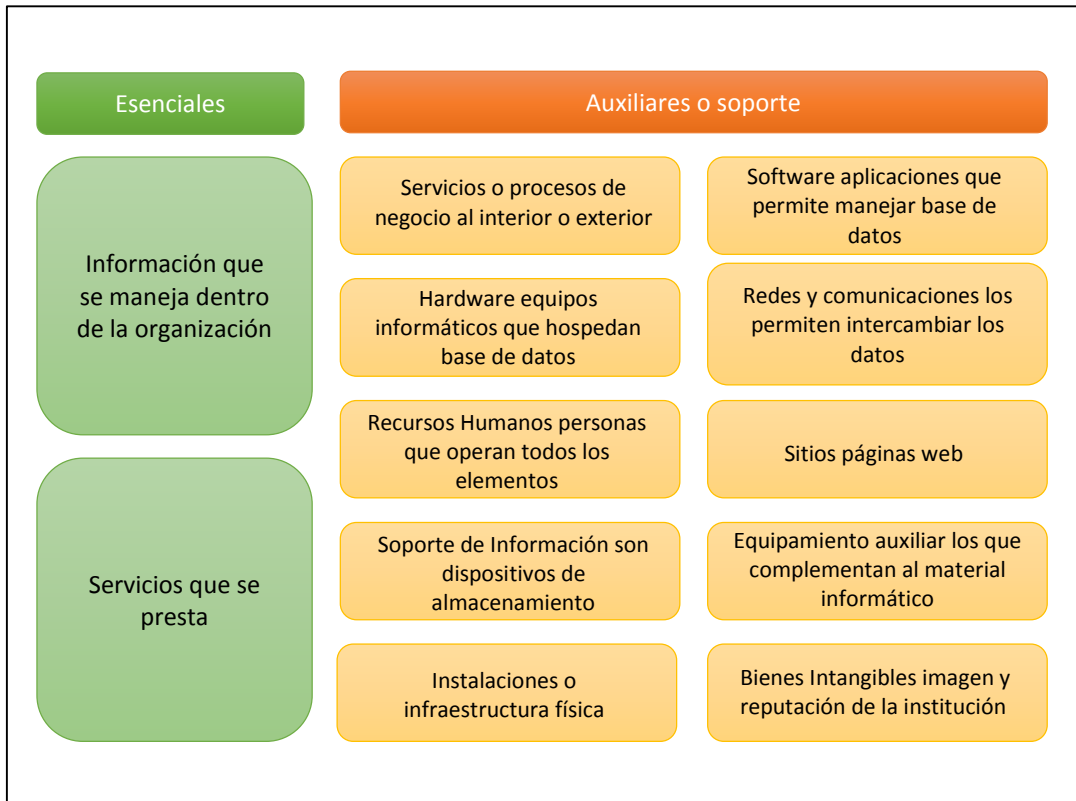 Esenciales
Auxiliares o soporte
Información que
se maneja dentro
de la organización
Servicios que se
presta
Servicios o procesos de
negocio al interior o exterior
Software aplicaciones que
permite manejar base de
datos
Hardware equipos
informáticos que hospedan
base de datos
Redes y comunicaciones los
permiten intercambiar los
datos
Recursos Humanos personas
que operan todos los
elementos
Sitios páginas web
Soporte de Información son
dispositivos de
almacenamiento
Equipamiento auxiliar los que
complementan al material
informático
Instalaciones o
infraestructura física
Bienes Intangibles imagen y
reputación de la institución